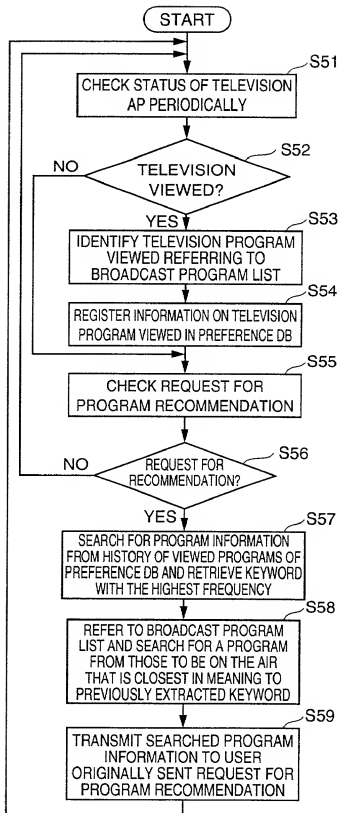 START
S51
CHECK STATUS OF TELEVISION
AP PERIODICALLY
S52
NO
TELEVISION
VIEWED?
YES
S53
IDENTIFY TELEVISION PROGRAM
VIEWED REFERRING TO
BROADCAST PROGRAM LIST
S54
REGISTER INFORMATION ON TELEVISION
PROGRAM VIEWED IN PREFERENCE DB
S55
CHECK REQUEST FOR
PROGRAM RECOMMENDATION
S56
NO
REQUEST FOR
RECOMMENDATION?
YES
S57
SEARCH FOR PROGRAM INFORMATION
FROM HISTORY OF VIEWED PROGRAMS OF
PREFERENCE DB AND RETRIEVE KEYWORD
WITH THE HIGHEST FREQUENCY
S58
REFER TO BROADCAST PROGRAM
LIST AND SEARCH FOR A PROGRAM
FROM THOSE TO BE ON THE AIR
THAT IS CLOSEST IN MEANING TO
PREVIOUSLY EXTRACTED KEYWORD
S59
TRANSMIT SEARCHED PROGRAM
INFORMATION TO USER
ORIGINALLY SENT REQUEST FOR
PROGRAM RECOMMENDATION